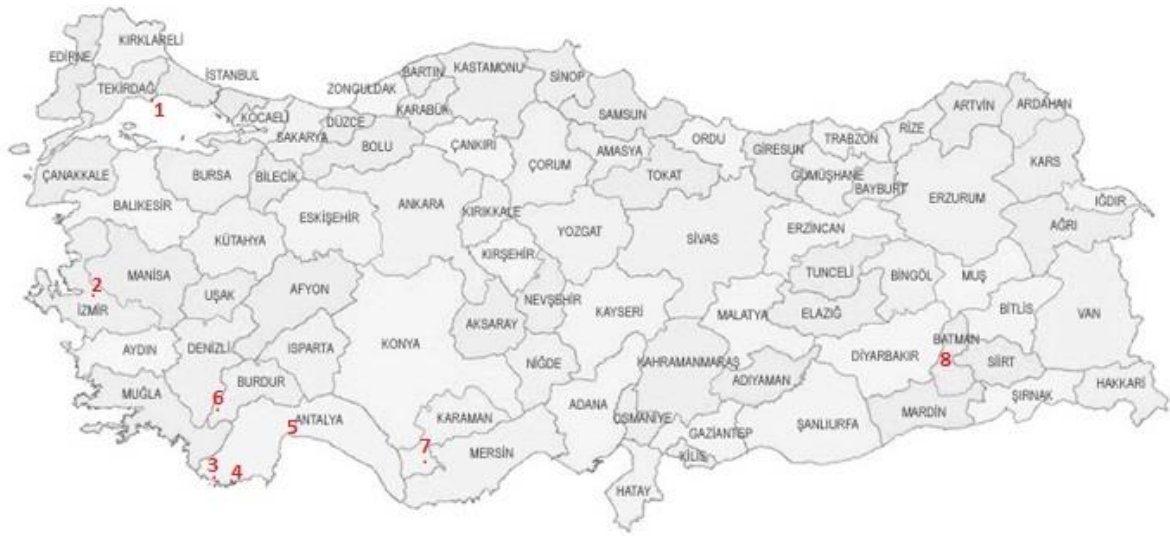 KIRKLARELİ
EDİRNE
TEKİRDAĞ
İSTANBUL
1
KOCAELİ
SAKARYA
DÜZCE
ZONGULDAK
BARTIN
KARABÜK
KASTAMONU
SİNOP
BOLU
ÇANKIRI
ÇORUM
SAMSUN
AMASYA
TOKAT
ORDU
GİRESUN
GÜMÜŞHANE
TRABZON
BAYBURT
RİZE
ARTVİN
ARDAHAN
KARS
IĞDIR
AĞRI
ERZURUM
ERZİNCAN
ÇANAKKALE
BALIKESİR
BURSA
BİLECİK
ESKİŞEHİR
KÜTAHYA
ANKARA
KIRIKKALE
KIRŞEHİR
YOZGAT
SİVAS
TUNCELİ
BİNGÖL
MUŞ
BİTLİS
VAN
2
İZMİR
MANİSA
UŞAK
AFYON
KONYA
AKSARAY
NEVŞEHİR
KAYSERİ
NİĞDE
MALATYA
ELAZIĞ
DİYARBAKIR
BATMAN
8
SİİRT
ŞIRNAK
HAKKARİ
MARDİN
AYDIN
DENİZLİ
ISPARTA
BURDUR
MUĞLA
6
5
ANTALYA
3
4
7
KARAMAN
MERSİN
ADANA
OSMANİYE
KAHRAMANMARAŞ
ADIYAMAN
GAZİANTEP
KİLİS
ŞANLIURFA
HATAY